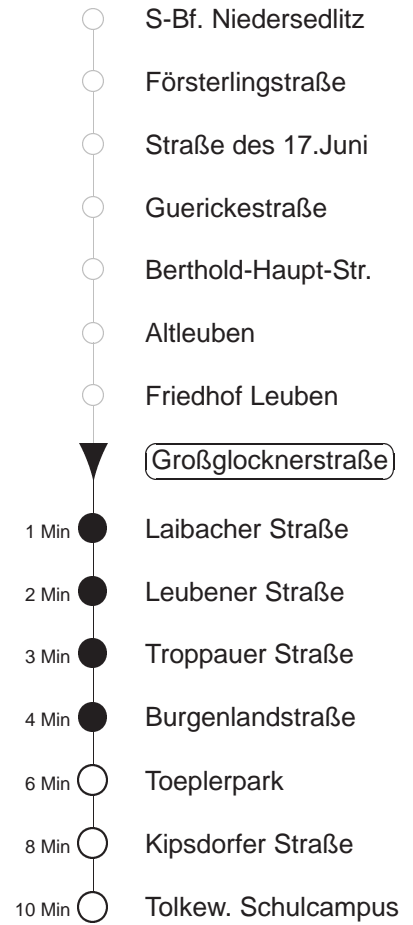 S-Bf. Niedersedlitz
Försterlingstraße
Straße des 17.Juni
Guerickestraße
Berthold-Haupt-Str.
Altleuben
Friedhof Leuben
Großglocknerstraße
1 Min Laibacher Straße
2 Min Leubener Straße
3 Min Troppauer Straße
4 Min Burgenlandstraße
6 Min Toeplerpark
8 Min Kipsdorfer Straße
10 Min Tolkew. Schulcampus